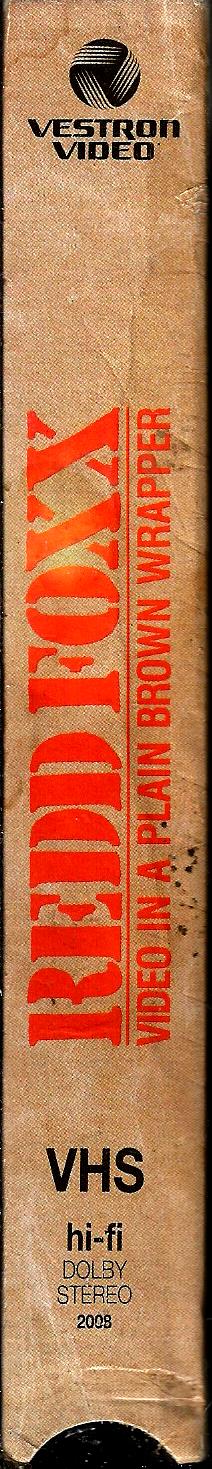 VESTRON
VIDEO
REDD FOXX
VIDEO IN A PLAIN BROWN WRAPPER
VHS
hi-fi
DOLBY
STEREO
2008